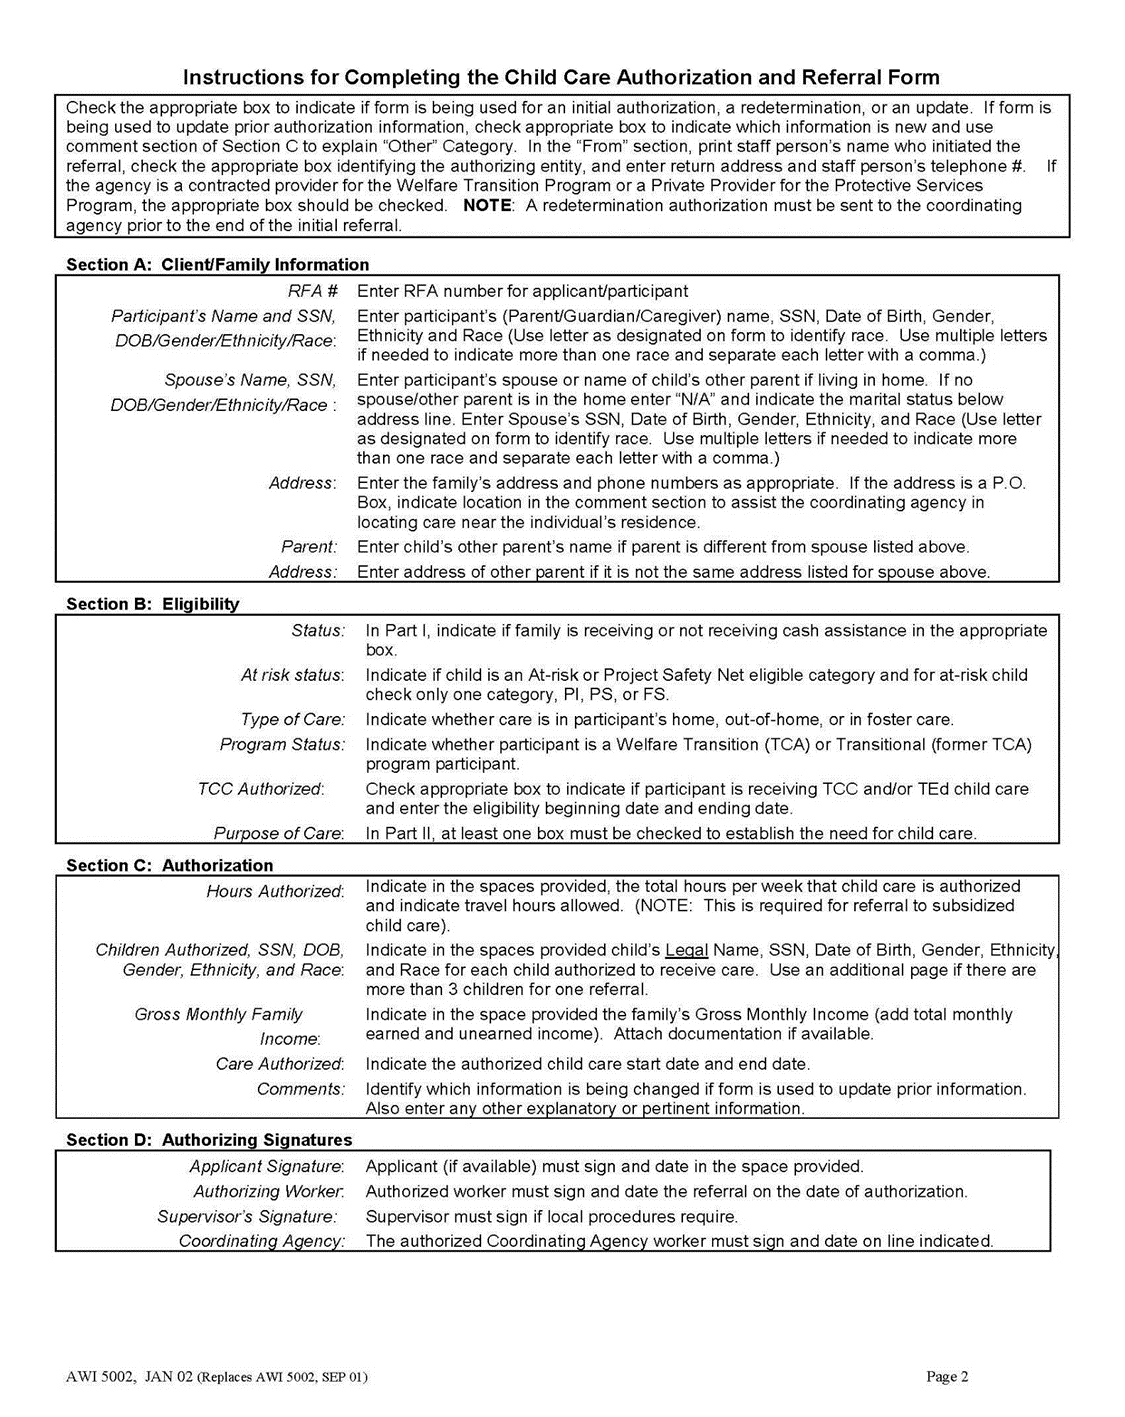 Instructions for Completing the Child Care Authorization and Referral Form
Check the appropriate box to indicate if form is being used for an initial authorization, a redetermination, or an update. If form is
being used to update prior authorization information, check appropriate box to indicate which information is new and use
comment section of Section C to explain “Other” Category. In the “From” section, print staff person’s name who initiated the
referral, check the appropriate box identifying the authorizing entity, and enter return address and staff person’s telephone #. If
the agency is a contracted provider for the Welfare Transition Program or a Private Provider for the Protective Services
Program, the appropriate box should be checked. NOTE: A redetermination authorization must be sent to the coordinating
agency prior to the end of the initial referral.
Section A: Client/Family Information
RFA # Enter RFA number for applicant/participant
Participant’s Name and SSN, Enter participant’s (Parent/Guardian/Caregiver) name, SSN, Date of Birth, Gender,
DOB/Gender/Ethnicity/Race: Ethnicity and Race (Use letter as designated on form to identify race. Use multiple letters
if needed to indicate more than one race and separate each letter with a comma.)
Spouse’s Name, SSN, Enter participant’s spouse or name of child’s other parent if living in home. If no
DOB/Gender/Ethnicity/Race : spouse/other parent is in the home enter “N/A” and indicate the marital status below
address line. Enter Spouse’s SSN, Date of Birth, Gender, Ethnicity, and Race (Use letter
as designated on form to identify race. Use multiple letters if needed to indicate more
than one race and separate each letter with a comma.)
Address: Enter the family’s address and phone numbers as appropriate. If the address is a P.O.
Box, indicate location in the comment section to assist the coordinating agency in
locating care near the individual’s residence.
Parent: Enter child’s other parent’s name if parent is different from spouse listed above.
Address: Enter address of other parent if it is not the same address listed for spouse above.
Section B: Eligibility
Status: In Part I, indicate if family is receiving or not receiving cash assistance in the appropriate
box.
At risk status: Indicate if child is an At-risk or Project Safety Net eligible category and for at-risk child
check only one category, PI, PS, or FS.
Type of Care: Indicate whether care is in participant’s home, out-of-home, or in foster care.
Program Status: Indicate whether participant is a Welfare Transition (TCA) or Transitional (former TCA)
program participant.
TCC Authorized: Check appropriate box to indicate if participant is receiving TCC and/or TEd child care
and enter the eligibility beginning date and ending date.
Purpose of Care: In Part II, at least one box must be checked to establish the need for child care.
Section C: Authorization
Hours Authorized: Indicate in the spaces provided, the total hours per week that child care is authorized
and indicate travel hours allowed. (NOTE: This is required for referral to subsidized
child care).
Children Authorized, SSN, DOB, Indicate in the spaces provided child’s Legal Name, SSN, Date of Birth, Gender, Ethnicity,
Gender, Ethnicity, and Race: and Race for each child authorized to receive care. Use an additional page if there are
more than 3 children for one referral.
Gross Monthly Family Indicate in the space provided the family’s Gross Monthly Income (add total monthly
Income: earned and unearned income). Attach documentation if available.
Care Authorized: Indicate the authorized child care start date and end date.
Comments: Identify which information is being changed if form is used to update prior information.
Also enter any other explanatory or pertinent information.
Section D: Authorizing Signatures
Applicant Signature: Applicant (if available) must sign and date in the space provided.
Authorizing Worker: Authorized worker must sign and date the referral on the date of authorization.
Supervisor’s Signature: Supervisor must sign if local procedures require.
Coordinating Agency: The authorized Coordinating Agency worker must sign and date on line indicated.
AWI 5002, JAN 02 (Replaces AWI 5002, SEP 01) Page 2